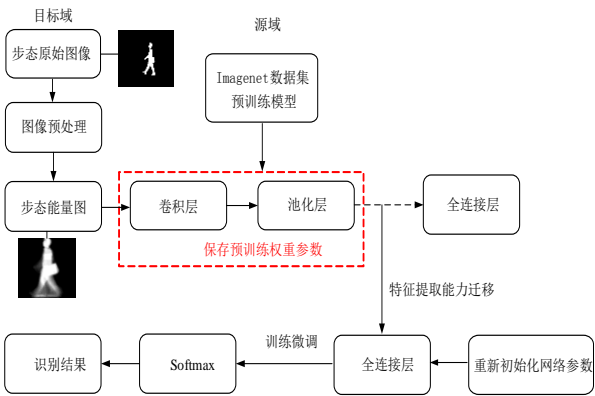 目标域
源域
步态原始图像
Imagenet数据集
预训练模型
图像预处理
步态能量图
卷积层
池化层
全连接层
保存预训练权重参数
特征提取能力迁移
训练微调
识别结果
Softmax
全连接层
重新初始化网络参数